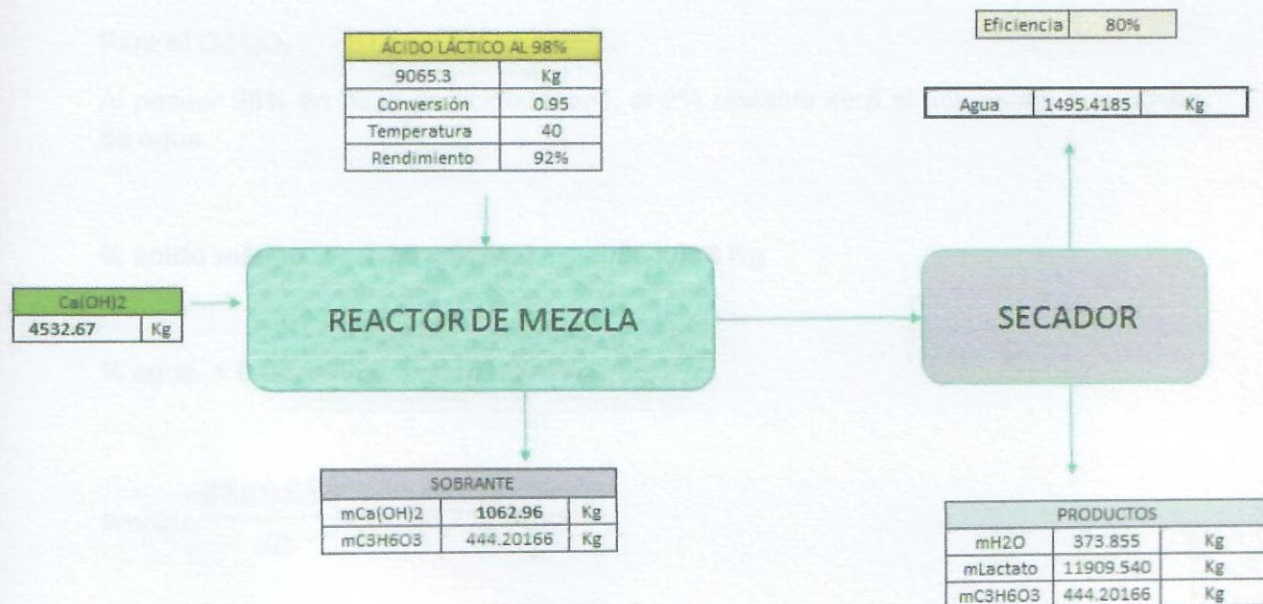 Eficiencia 80%
ÁCIDO LÁCTICO AL 98%
9065.3 Kg
Conversión 0.95
Temperatura 40
Rendimiento 92%
Agua 1495.4185 Kg
Ca(OH)2
4532.67 Kg
REACTOR DE MEZCLA
SECADOR
SOBRANTE
mCa(OH)2 1062.96 Kg
mC3H6O3 444.20166 Kg
PRODUCTOS
mH2O 373.855 Kg
mLactato 11909.540 Kg
mC3H6O3 444.20166 Kg